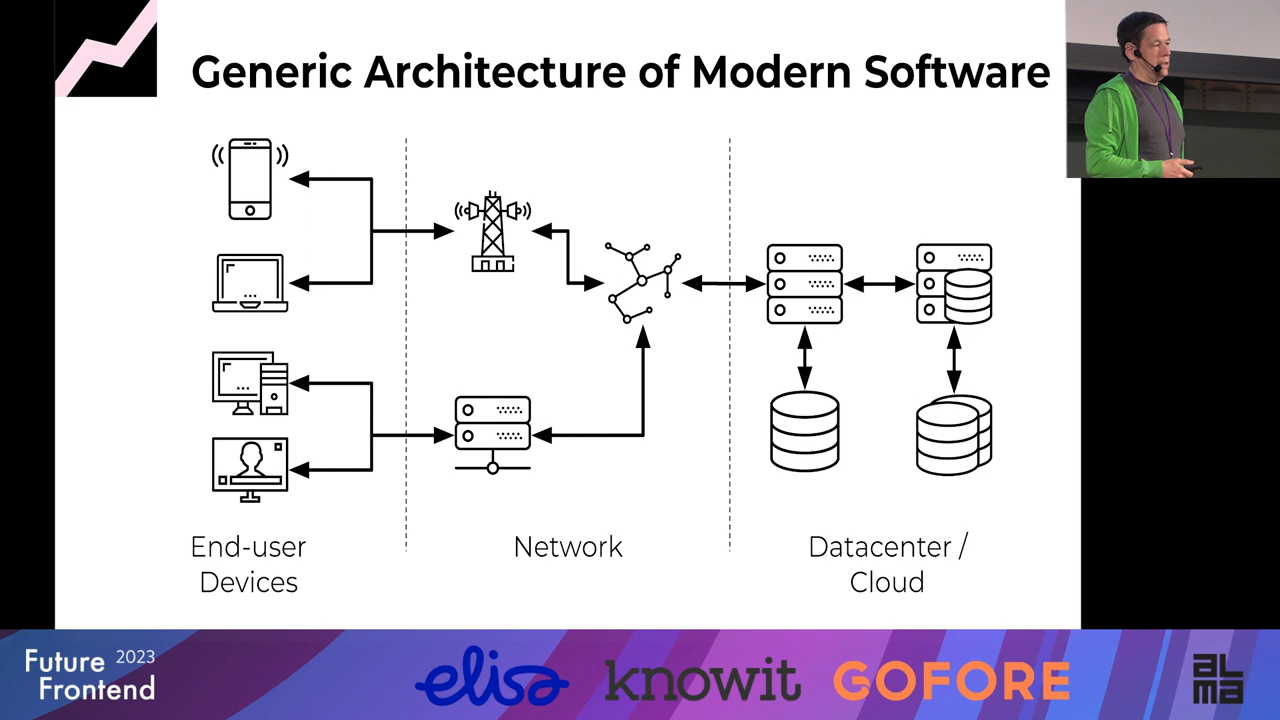 Generic Architecture of Modern Software
End-user
Devices
Network
Datacenter /
Cloud
Future 2023
Frontend
elisa
knowit
GOFORE
ALMA